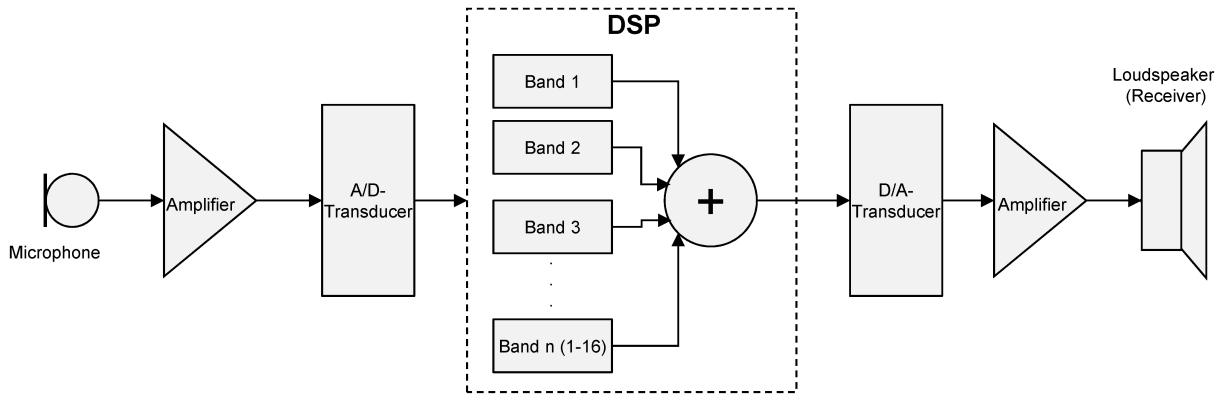 DSP
Band 1
Band 2
Band 3
.
.
.
Band n (1-16)
+
Microphone
Amplifier
A/D-
Transducer
D/A-
Transducer
Amplifier
Loudspeaker
(Receiver)